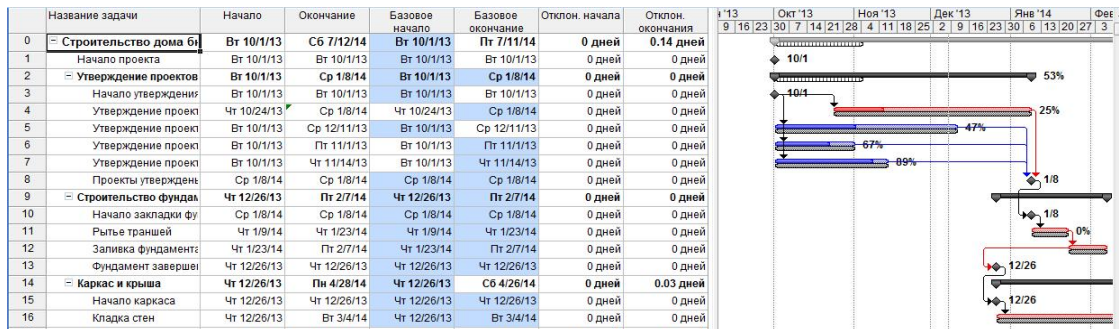 Название задачи Начало Окончание Базовое начало Базовое окончание Отклон. начала Отклон. окончания
0 Строительство дома Вт 10/1/13 Сб 7/12/14 Вт 10/1/13 Пт 7/11/14 0 дней 0.14 дней
1 Начало проекта Вт 10/1/13 Вт 10/1/13 Вт 10/1/13 Вт 10/1/13 0 дней 0 дней
2 Утверждение проектов Вт 10/1/13 Ср 1/8/14 Вт 10/1/13 Ср 1/8/14 0 дней 0 дней
3 Начало утверждения Вт 10/1/13 Вт 10/1/13 Вт 10/1/13 Вт 10/1/13 0 дней 0 дней
4 Утверждение проект Чт 10/24/13 Ср 1/8/14 Чт 10/24/13 Ср 1/8/14 0 дней 0 дней
5 Утверждение проект Вт 10/1/13 Ср 12/11/13 Вт 10/1/13 Ср 12/11/13 0 дней 0 дней
6 Утверждение проект Вт 10/1/13 Пт 11/1/13 Вт 10/1/13 Пт 11/1/13 0 дней 0 дней
7 Утверждение проект Вт 10/1/13 Чт 11/14/13 Вт 10/1/13 Чт 11/14/13 0 дней 0 дней
8 Проекты утвержден Ср 1/8/14 Ср 1/8/14 Ср 1/8/14 Ср 1/8/14 0 дней 0 дней
9 Строительство фундам Чт 12/26/13 Пт 2/7/14 Чт 12/26/13 Пт 2/7/14 0 дней 0 дней
10 Начало закладки фу Ср 1/8/14 Ср 1/8/14 Ср 1/8/14 Ср 1/8/14 0 дней 0 дней
11 Рытье траншей Чт 1/9/14 Чт 1/23/14 Чт 1/9/14 Чт 1/23/14 0 дней 0 дней
12 Заливка фундамента Чт 1/23/14 Пт 2/7/14 Чт 1/23/14 Пт 2/7/14 0 дней 0 дней
13 Фундамент заверше Чт 12/26/13 Чт 12/26/13 Чт 12/26/13 Чт 12/26/13 0 дней 0 дней
14 Каркас и крыша Чт 12/26/13 Пн 4/28/14 Чт 12/26/13 Сб 4/26/14 0 дней 0.03 дней
15 Начало каркаса Чт 12/26/13 Чт 12/26/13 Чт 12/26/13 Чт 12/26/13 0 дней 0 дней
16 Кладка стен Чт 12/26/13 Вт 3/4/14 Чт 12/26/13 Вт 3/4/14 0 дней 0 дней
'13 Окт '13 Ноя '13 Дек '13 Янв '14 Фев
9 16 23 30 7 14 21 28 4 11 18 25 2 9 16 23 30 6 13 20 27 3
10/1
53%
10/1
25%
47%
67%
89%
1/8
1/8
0%
12/26
12/26